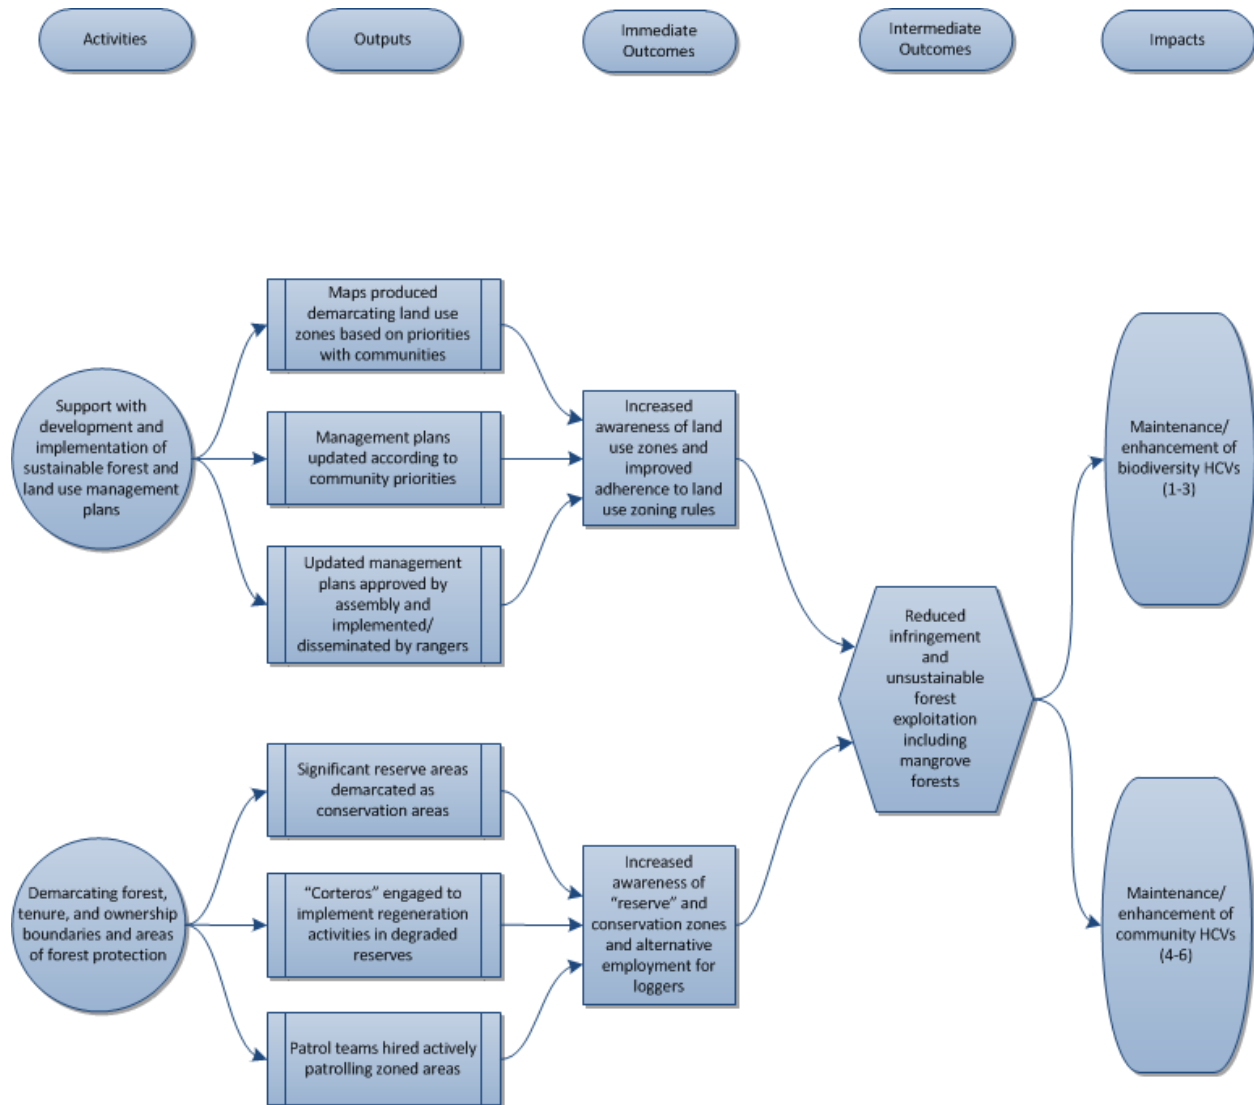 Activities
Outputs
Immediate
Outcomes
Intermediate
Outcomes
Impacts
Maps produced
demarcating land use
zones based on priorities
with communities
Support with
development and
implementation of
sustainable forest and
land use management
plans
Management plans
updated according to
community priorities
Updated management
plans approved by
assembly and
implemented/
disseminated by rangers
Increased
awareness of land
use zones and
improved
adherence to land
use zoning rules
Significant reserve areas
demarcated as
conservation areas
Demarcating forest,
tenure, and ownership
boundaries and areas
of forest protection
“Corteros” engaged to
implement regeneration
activities in degraded
reserves
Patrol teams hired actively
patrolling zoned areas
Increased
awareness of
“reserve” and
conservation zones
and alternative
employment for
loggers
Reduced
infringement
and
unsustainable
forest
exploitation
including
mangrove
forests
Maintenance/
enhancement of
biodiversity HCVs
(1-3)
Maintenance/
enhancement of
community HCVs
(4-6)